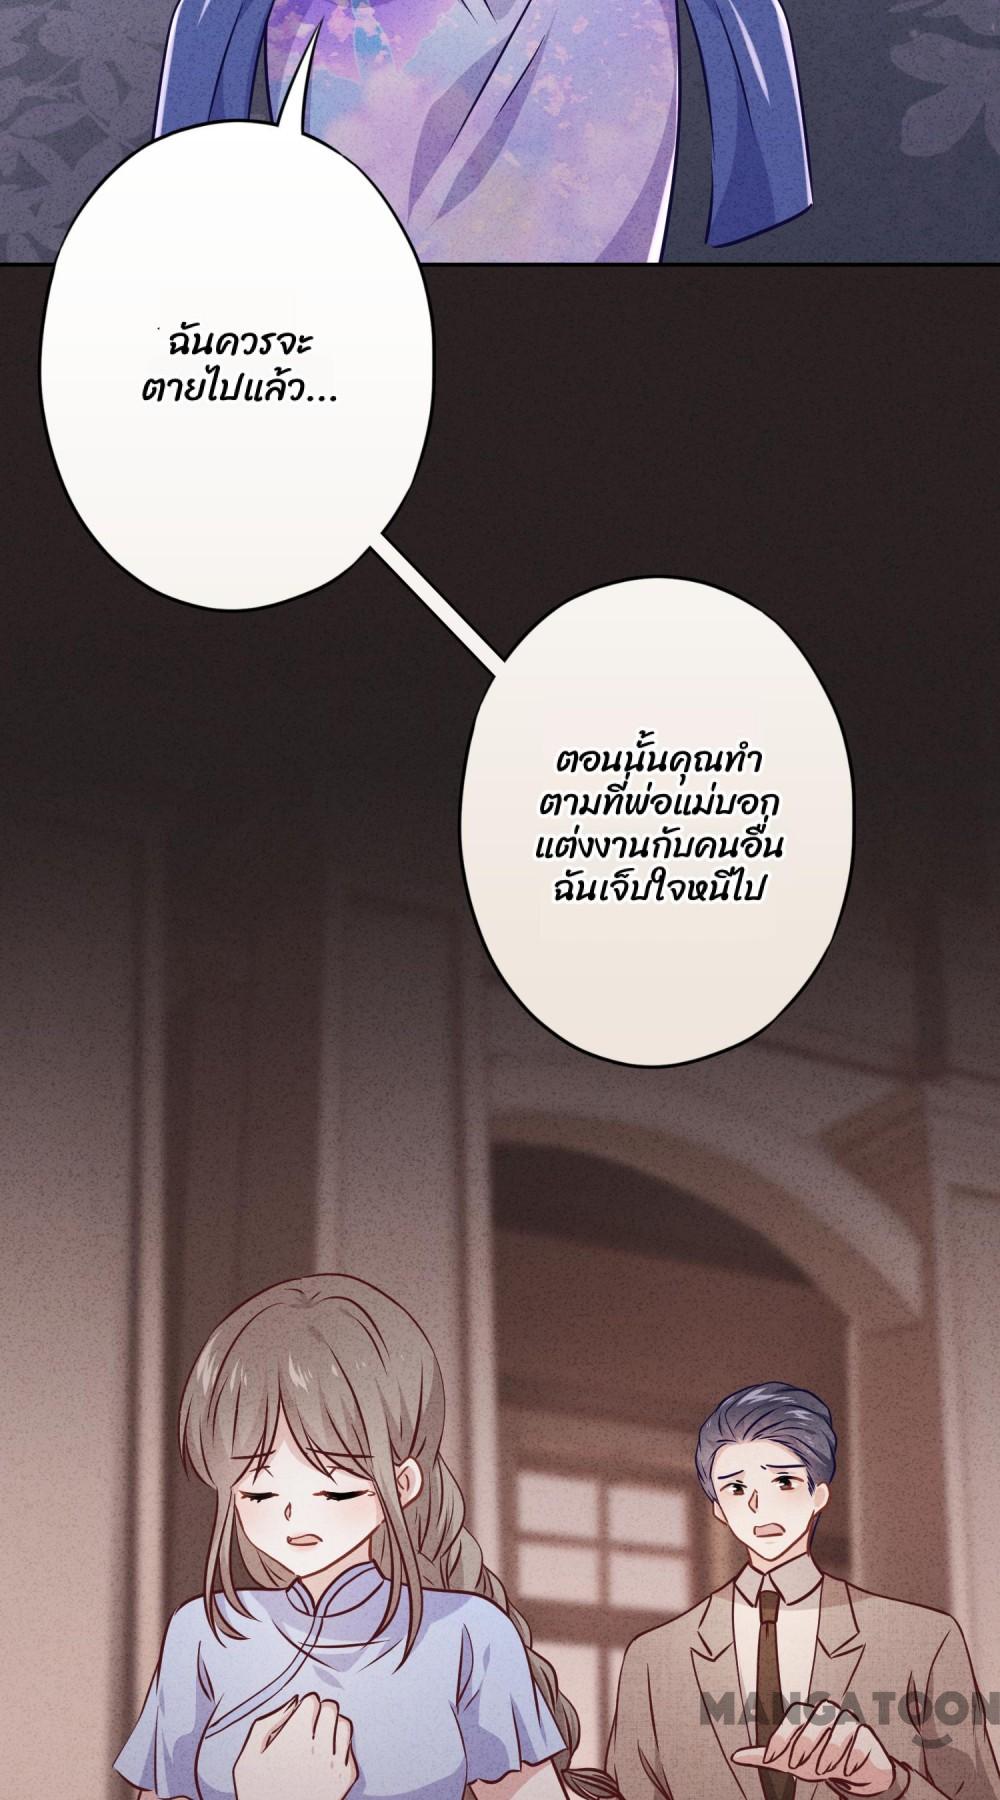 ฉันควรจะ
ตายไปแล้ว...
ตอนนั้นคุณทำ
ตามที่พ่อแม่บอก
แต่งงานกับคนอื่น
ฉันเจ็บใจหนีไป
MANGATOON